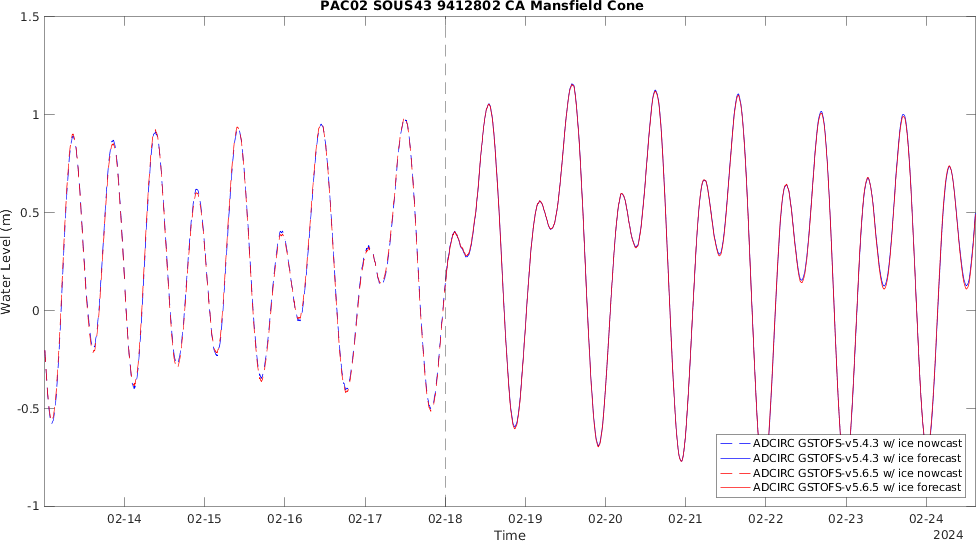 PAC02 SOUS43 9412802 CA Mansfield Cone
Water Level (m)
1.5
1
0.5
0
-0.5
-1
ADCIRC GSTOFS-v5.4.3 w/ ice nowcast
ADCIRC GSTOFS-v5.4.3 w/ ice forecast
ADCIRC GSTOFS-v5.6.5 w/ ice nowcast
ADCIRC GSTOFS-v5.6.5 w/ ice forecast
02-14 02-15 02-16 02-17 02-18 02-19 02-20 02-21 02-22 02-23 02-24
Time
2024